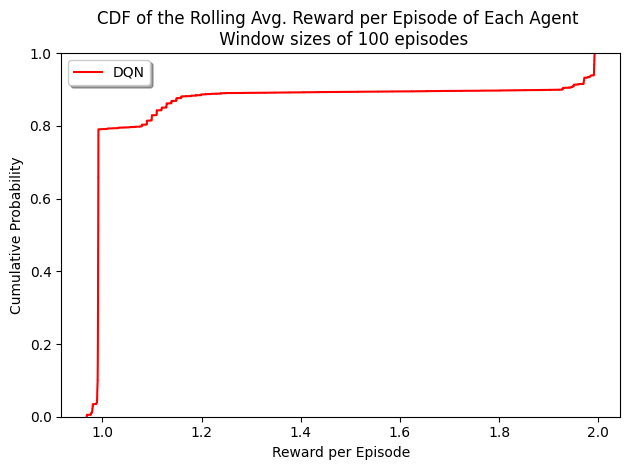 CDF of the Rolling Avg. Reward per Episode of Each Agent
Window sizes of 100 episodes
DQN
Cumulative Probability
1.0
0.8
0.6
0.4
0.2
0.0
1.0 1.2 1.4 1.6 1.8 2.0
Reward per Episode